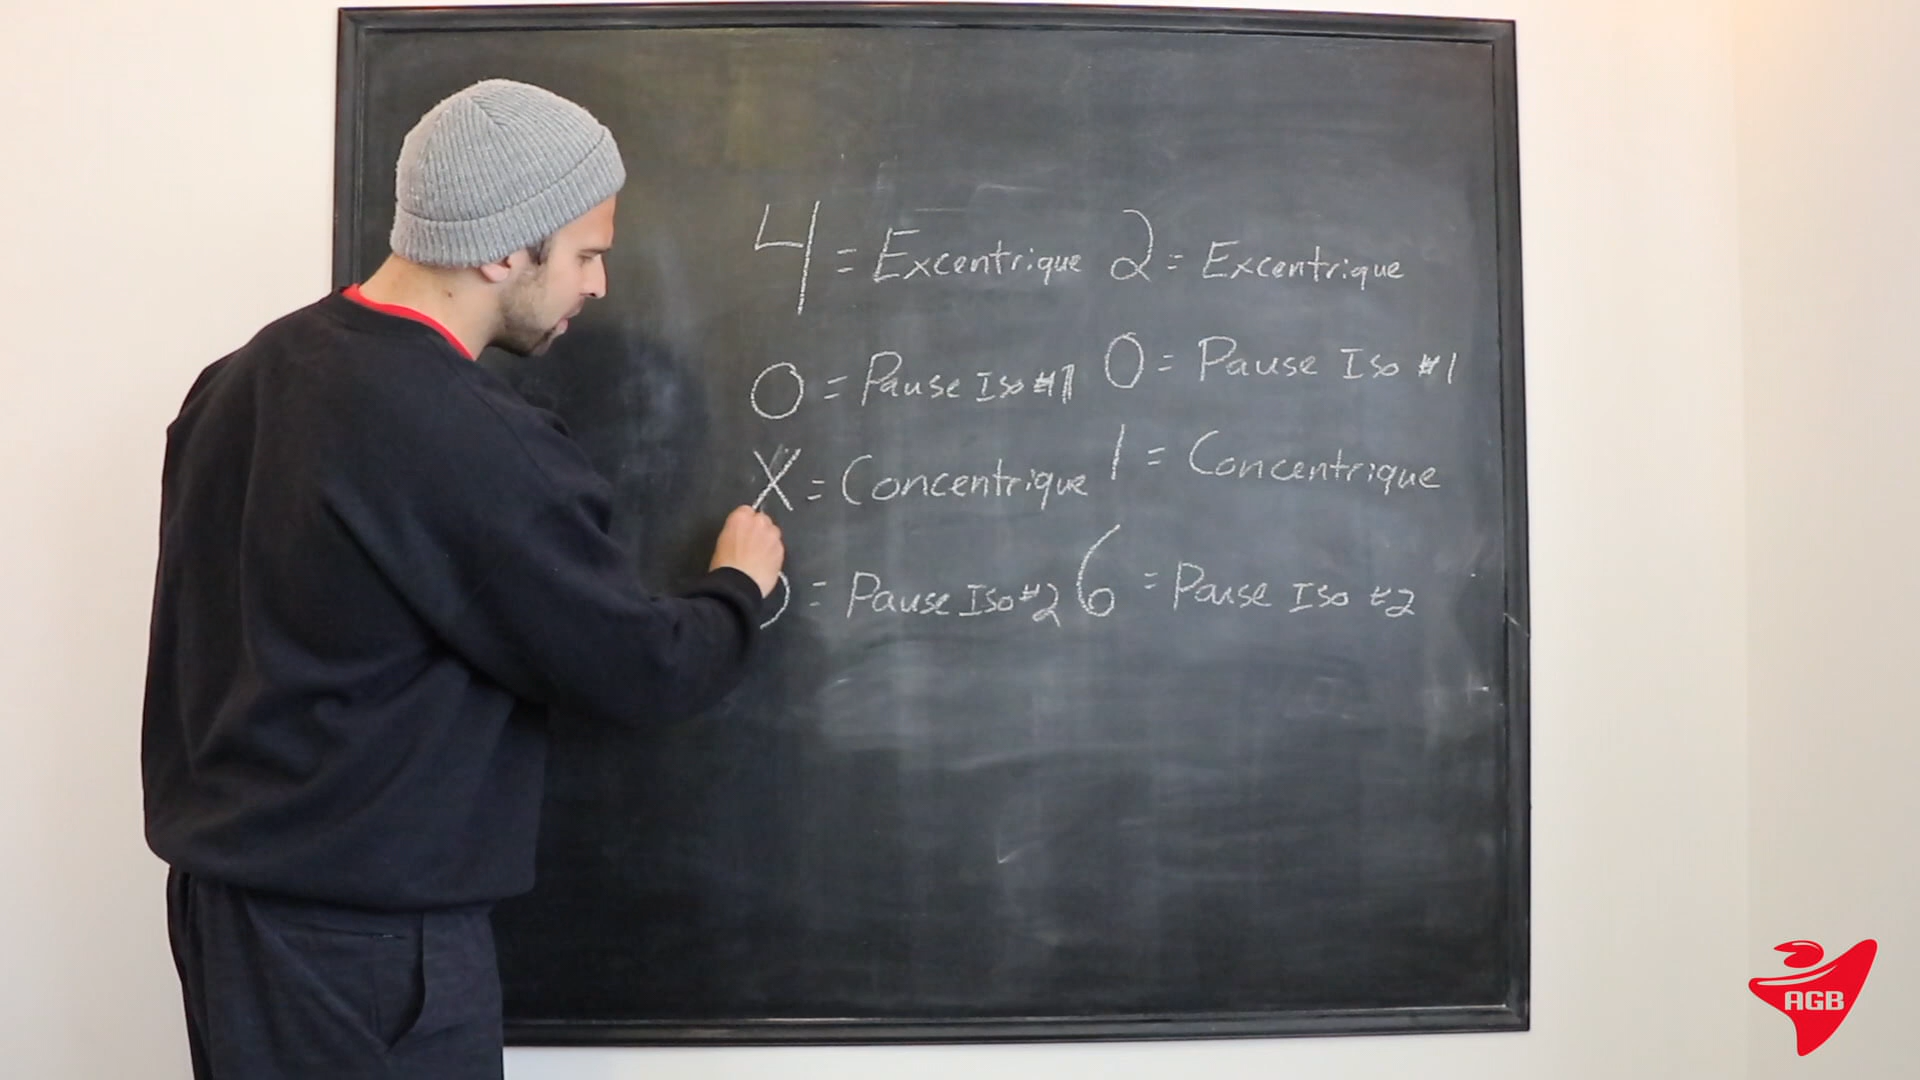 4 = Excentrique
0 = Pause Iso #1
X = Concentrique
= Pause Iso #2
2 = Excentrique
0 = Pause Iso #1
1 = Concentrique
6 = Pause Iso #2
AGB